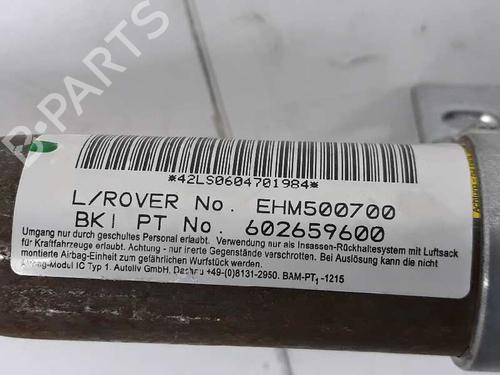 *42LS0604701984*
L/ROVER No. EHM500700
BKI PT No. 602659600
Umgang nur durch geschultes Personal erlaubt. Verwendung nur als Insassen-Rückhaltesystem mit Luftsack
für Kraftfahrzeuge erlaubt. Achtung - nur inerte Gegenstände verschrotten. Bei Auslösung kann die nicht
montierte Airbag-Einheit zum gefährlichen Wurfstück werden.
Airbag-Modul IC Typ 1. Autoliv GmbH. Dachau +49-(0)8131-2950. BAM-PT1-1215
Achtung
B-PARTS